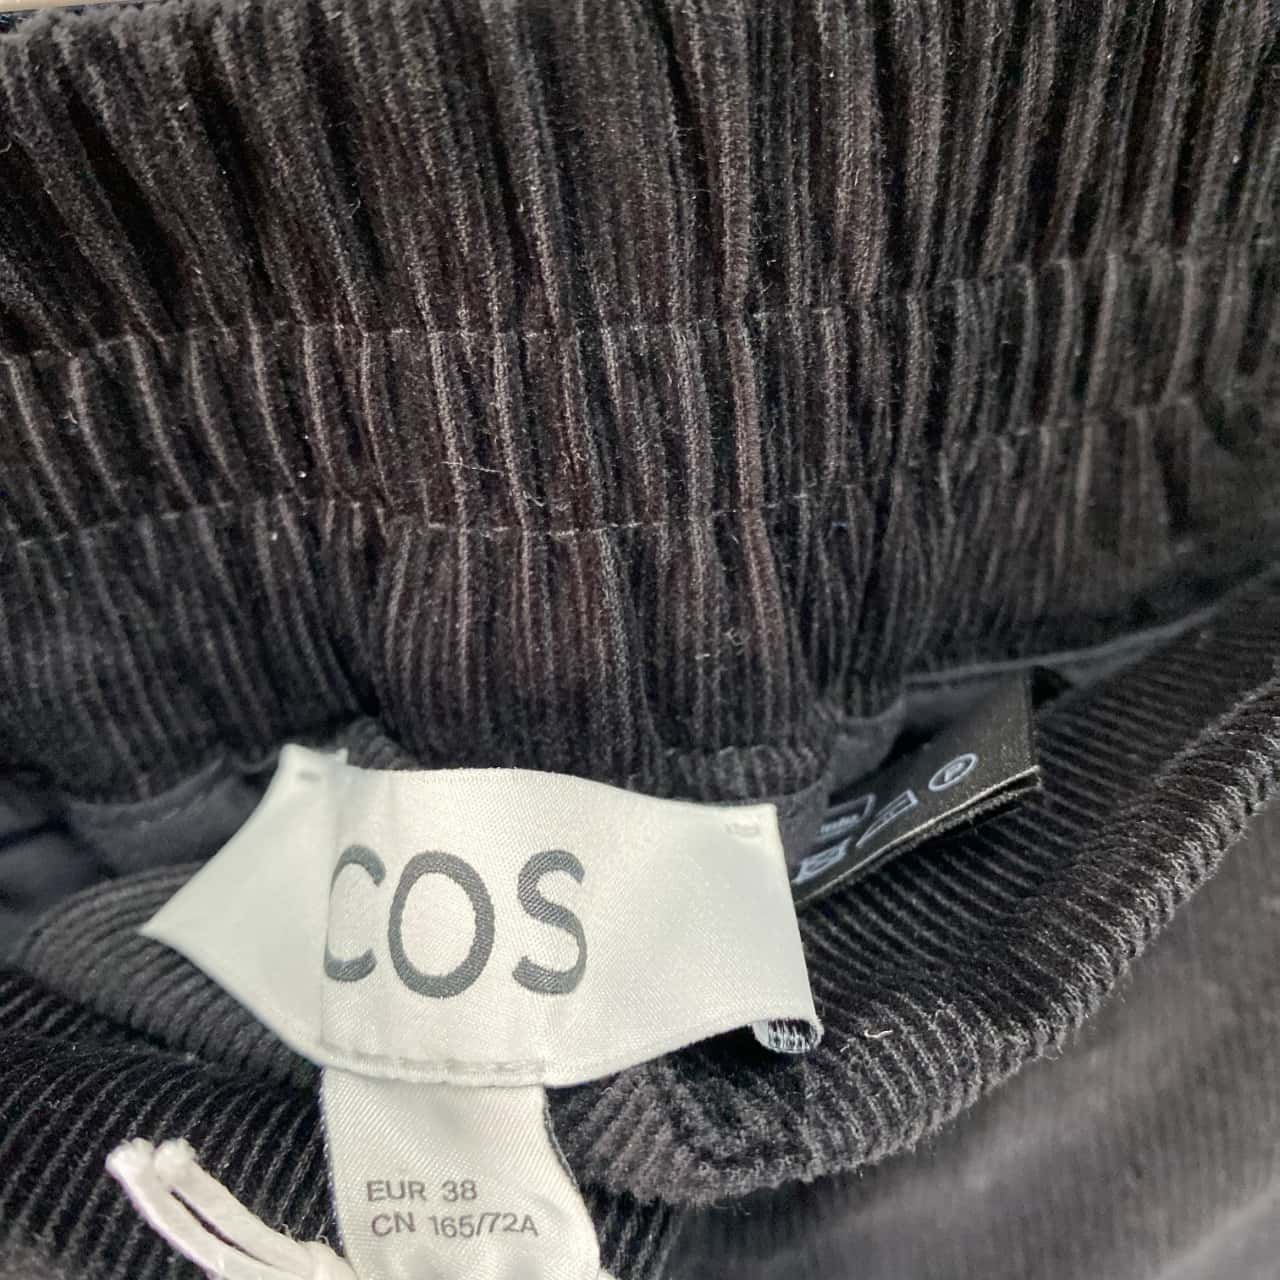 COS
EUR 38
CN 165/72A